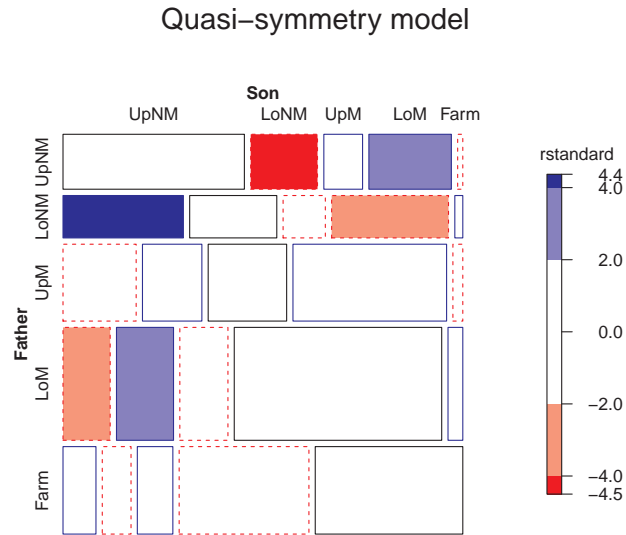 Quasi−symmetry model
Son
UpNM LoNM UpM LoM Farm
Father
UpNM
LoNM
UpM
LoM
Farm
rstandard
4.4
4.0
2.0
0.0
−2.0
−4.0
−4.5